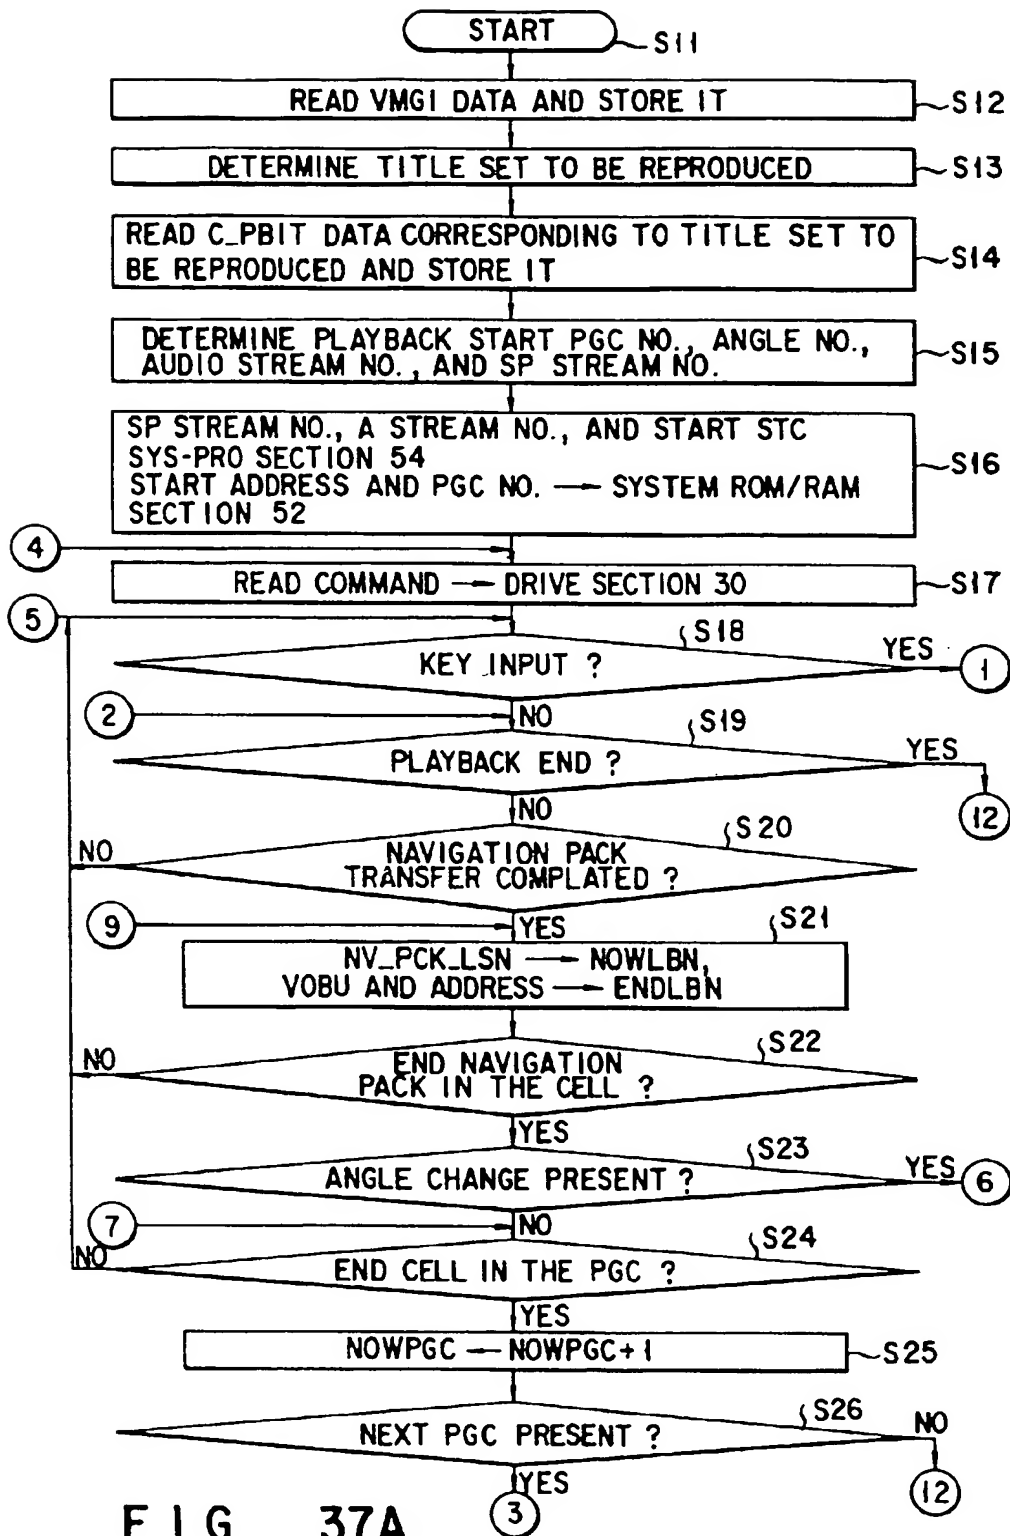 START
S11
READ VMGI DATA AND STORE IT
S12
DETERMINE TITLE SET TO BE REPRODUCED
S13
READ C_PBIT DATA CORRESPONDING TO TITLE SET TO
BE REPRODUCED AND STORE IT
S14
DETERMINE PLAYBACK START PGC NO., ANGLE NO.,
AUDIO STREAM NO., AND SP STREAM NO.
S15
SP STREAM NO., A STREAM NO., AND START STC
SYS-PRO SECTION 54
START ADDRESS AND PGC NO. → SYSTEM ROM/RAM
SECTION 52
S16
4
READ COMMAND → DRIVE SECTION 30
S17
5
S18
KEY INPUT ?
YES
1
2
NO
S19
PLAYBACK END ?
YES
12
NO
S20
NO
NAVIGATION PACK
TRANSFER COMPLATED ?
9
YES
S21
NV_PCK_LSN → NOWLBN,
VOBU AND ADDRESS → ENDLBN
S22
NO
END NAVIGATION
PACK IN THE CELL ?
YES
S23
ANGLE CHANGE PRESENT ?
YES
6
7
NO
S24
NO
END CELL IN THE PGC ?
YES
NOWPGC ← NOWPGC+1
S25
S26
NEXT PGC PRESENT ?
NO
12
YES
3
FIG. 37A